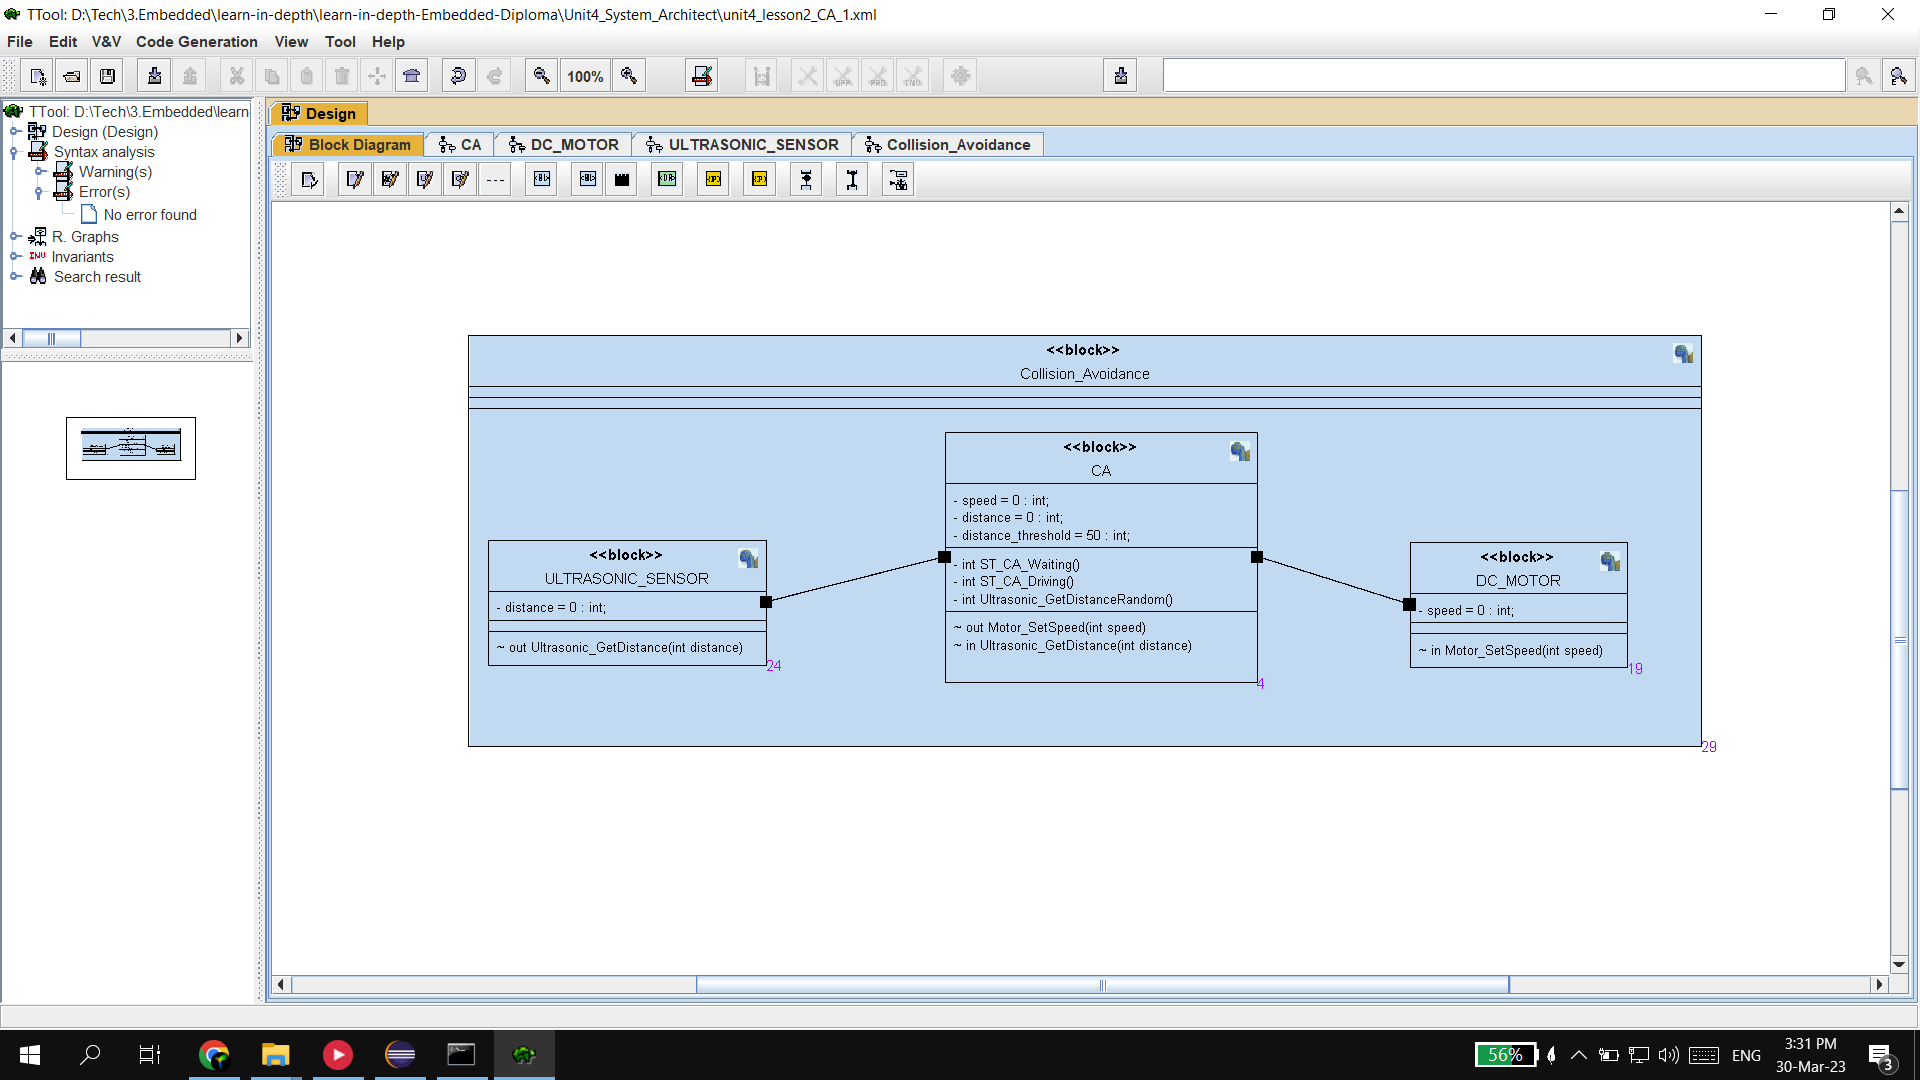 TTool: D:\Tech\3.Embedded\learn-in-depth\learn-in-depth-Embedded-Diploma\Unit4_System_Architect\unit4_lesson2_CA_1.xml
File Edit V&V Code Generation View Tool Help
100%
TTool: D:\Tech\3.Embedded\learn
Design (Design)
Syntax analysis
Warning(s)
Error(s)
No error found
R. Graphs
INV Invariants
Search result
Design
Block Diagram CA DC_MOTOR ULTRASONIC_SENSOR Collision_Avoidance
<<block>>
Collision_Avoidance
<<block>>
CA
- speed = 0 : int;
- distance = 0 : int;
- distance_threshold = 50 : int;
- int ST_CA_Waiting()
- int ST_CA_Driving()
- int Ultrasonic_GetDistanceRandom()
~ out Motor_SetSpeed(int speed)
~ in Ultrasonic_GetDistance(int distance)
4
<<block>>
ULTRASONIC_SENSOR
- distance = 0 : int;
~ out Ultrasonic_GetDistance(int distance)
24
<<block>>
DC_MOTOR
- speed = 0 : int;
~ in Motor_SetSpeed(int speed)
19
29
56%
ENG
3:31 PM
30-Mar-23
3